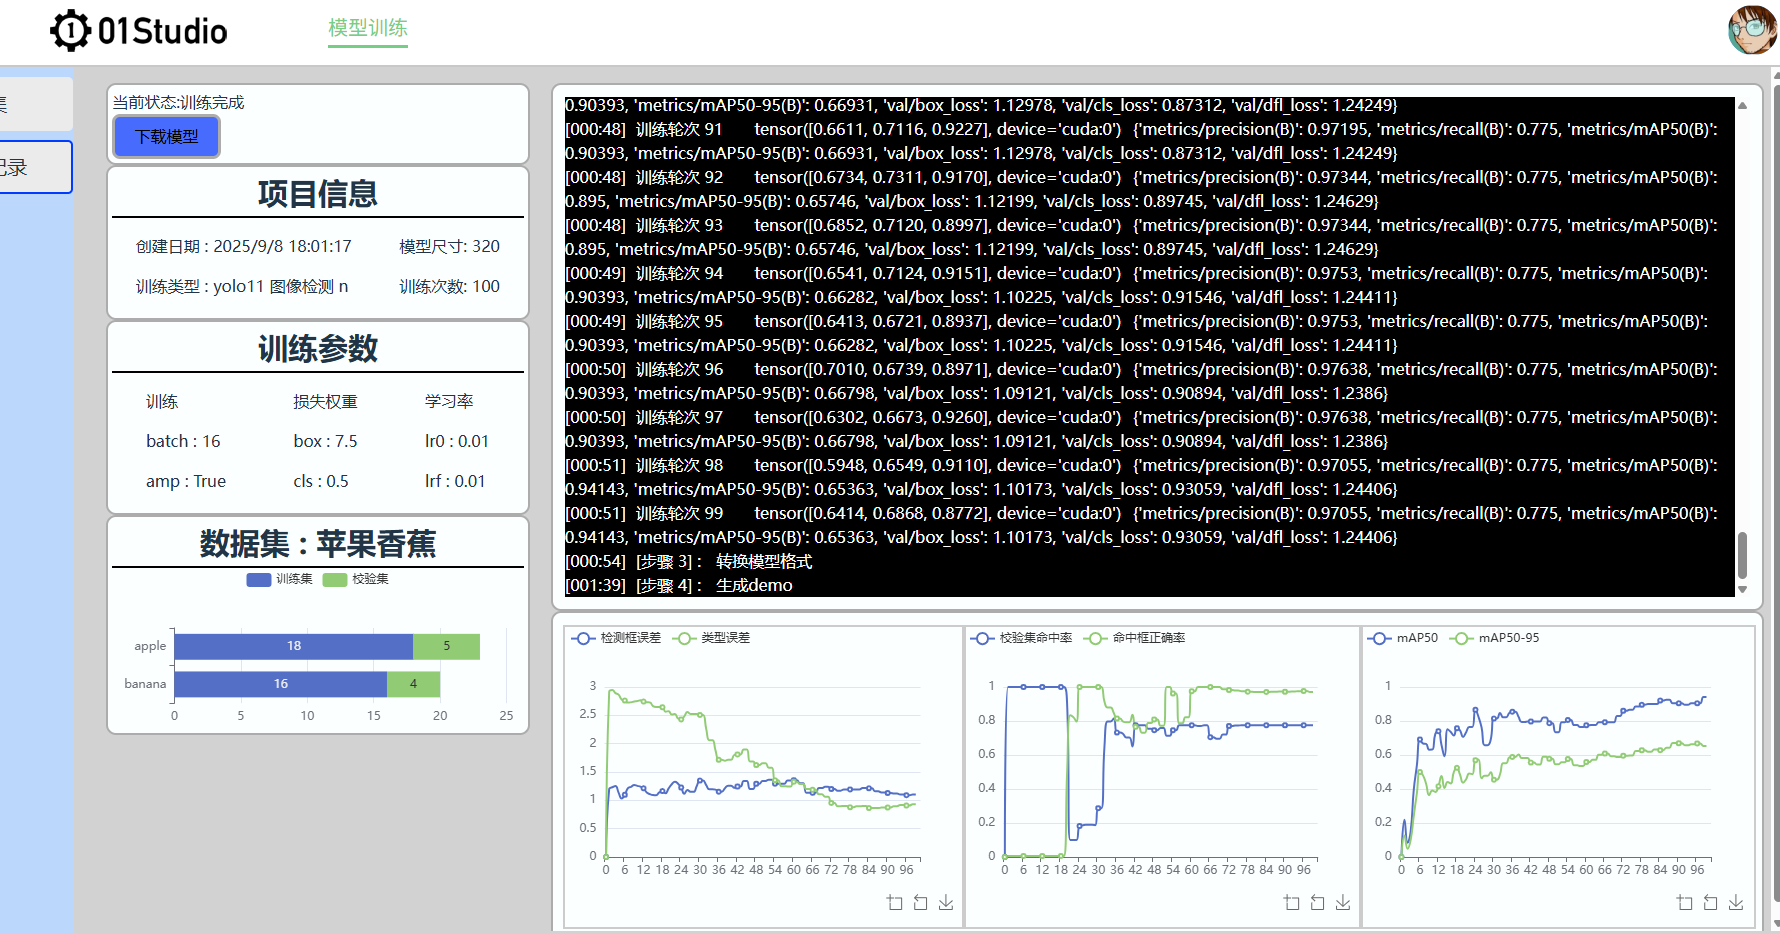 01Studio
模型训练
集
记录
当前状态:训练完成
下载模型
项目信息
创建日期 : 2025/9/8 18:01:17 模型尺寸: 320
训练类型 : yolo11 图像检测 n 训练次数: 100
训练参数
训练 损失权重 学习率
batch : 16 box : 7.5 lr0 : 0.01
amp : True cls : 0.5 lrf : 0.01
数据集 : 苹果香蕉
训练集 校验集
apple 18 5
banana 16 4
0 5 10 15 20 25
0.90393, 'metrics/mAP50-95(B)': 0.66931, 'val/box_loss': 1.12978, 'val/cls_loss': 0.87312, 'val/dfl_loss': 1.24249}
[000:48] 训练轮次 91 tensor([0.6611, 0.7116, 0.9227], device='cuda:0') {'metrics/precision(B)': 0.97195, 'metrics/recall(B)': 0.775, 'metrics/mAP50(B)':
0.90393, 'metrics/mAP50-95(B)': 0.66931, 'val/box_loss': 1.12978, 'val/cls_loss': 0.87312, 'val/dfl_loss': 1.24249}
[000:48] 训练轮次 92 tensor([0.6734, 0.7311, 0.9170], device='cuda:0') {'metrics/precision(B)': 0.97344, 'metrics/recall(B)': 0.775, 'metrics/mAP50(B)':
0.895, 'metrics/mAP50-95(B)': 0.65746, 'val/box_loss': 1.12199, 'val/cls_loss': 0.89745, 'val/dfl_loss': 1.24629}
[000:48] 训练轮次 93 tensor([0.6852, 0.7120, 0.8997], device='cuda:0') {'metrics/precision(B)': 0.97344, 'metrics/recall(B)': 0.775, 'metrics/mAP50(B)':
0.895, 'metrics/mAP50-95(B)': 0.65746, 'val/box_loss': 1.12199, 'val/cls_loss': 0.89745, 'val/dfl_loss': 1.24629}
[000:49] 训练轮次 94 tensor([0.6541, 0.7124, 0.9151], device='cuda:0') {'metrics/precision(B)': 0.9753, 'metrics/recall(B)': 0.775, 'metrics/mAP50(B)':
0.90393, 'metrics/mAP50-95(B)': 0.66282, 'val/box_loss': 1.10225, 'val/cls_loss': 0.91546, 'val/dfl_loss': 1.24411}
[000:49] 训练轮次 95 tensor([0.6413, 0.6721, 0.8937], device='cuda:0') {'metrics/precision(B)': 0.9753, 'metrics/recall(B)': 0.775, 'metrics/mAP50(B)':
0.90393, 'metrics/mAP50-95(B)': 0.66282, 'val/box_loss': 1.10225, 'val/cls_loss': 0.91546, 'val/dfl_loss': 1.24411}
[000:50] 训练轮次 96 tensor([0.7010, 0.6739, 0.8971], device='cuda:0') {'metrics/precision(B)': 0.97638, 'metrics/recall(B)': 0.775, 'metrics/mAP50(B)':
0.90393, 'metrics/mAP50-95(B)': 0.66798, 'val/box_loss': 1.09121, 'val/cls_loss': 0.90894, 'val/dfl_loss': 1.2386}
[000:50] 训练轮次 97 tensor([0.6302, 0.6673, 0.9260], device='cuda:0') {'metrics/precision(B)': 0.97638, 'metrics/recall(B)': 0.775, 'metrics/mAP50(B)':
0.90393, 'metrics/mAP50-95(B)': 0.66798, 'val/box_loss': 1.09121, 'val/cls_loss': 0.90894, 'val/dfl_loss': 1.2386}
[000:51] 训练轮次 98 tensor([0.5948, 0.6549, 0.9110], device='cuda:0') {'metrics/precision(B)': 0.97055, 'metrics/recall(B)': 0.775, 'metrics/mAP50(B)':
0.94143, 'metrics/mAP50-95(B)': 0.65363, 'val/box_loss': 1.10173, 'val/cls_loss': 0.93059, 'val/dfl_loss': 1.24406}
[000:51] 训练轮次 99 tensor([0.6414, 0.6868, 0.8772], device='cuda:0') {'metrics/precision(B)': 0.97055, 'metrics/recall(B)': 0.775, 'metrics/mAP50(B)':
0.94143, 'metrics/mAP50-95(B)': 0.65363, 'val/box_loss': 1.10173, 'val/cls_loss': 0.93059, 'val/dfl_loss': 1.24406}
[000:54] [步骤 3]： 转换模型格式
[001:39] [步骤 4]： 生成demo
检测框误差 类型误差
3
2.5
2
1.5
1
0.5
0
0 6 12 18 24 30 36 42 48 54 60 66 72 78 84 90 96
校验集命中率 命中框正确率
1
0.8
0.6
0.4
0.2
0
0 6 12 18 24 30 36 42 48 54 60 66 72 78 84 90 96
mAP50 mAP50-95
1
0.8
0.6
0.4
0.2
0
0 6 12 18 24 30 36 42 48 54 60 66 72 78 84 90 96